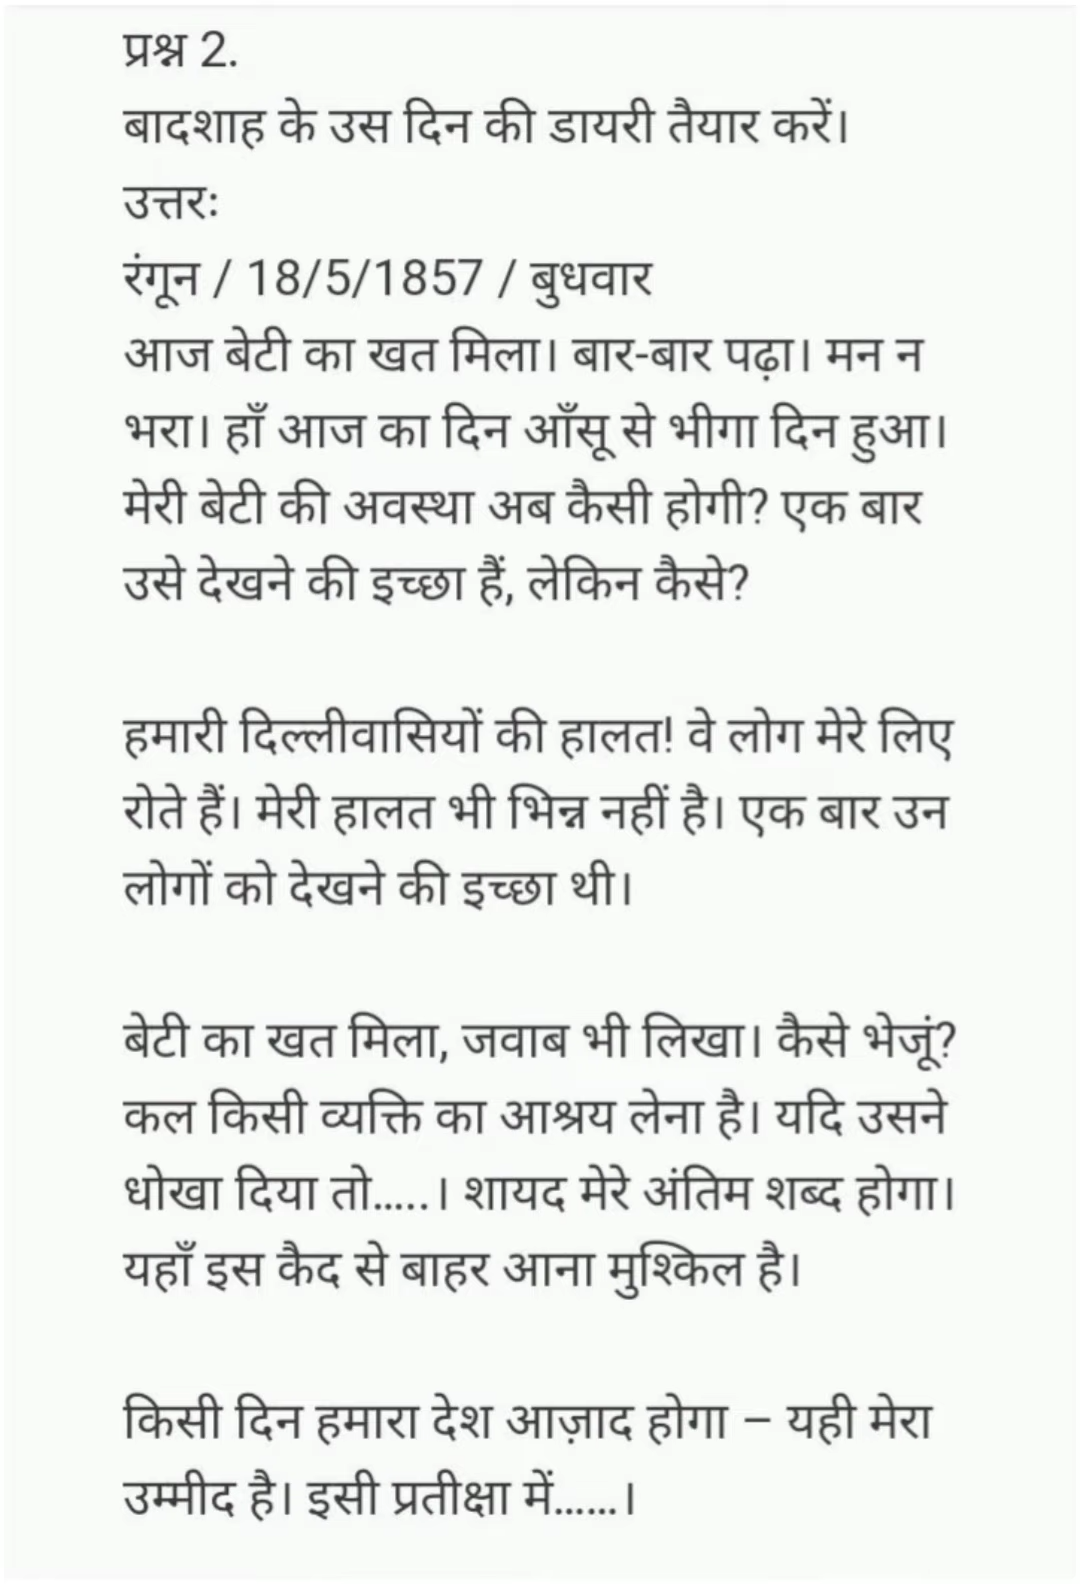 प्रश्न 2.
बादशाह के उस दिन की डायरी तैयार करें।
उत्तरः
रंगून / 18/5/1857 / बुधवार
आज बेटी का खत मिला। बार-बार पढ़ा। मन न
भरा। हाँ आज का दिन आँसू से भीगा दिन हुआ।
मेरी बेटी की अवस्था अब कैसी होगी? एक बार
उसे देखने की इच्छा हैं, लेकिन कैसे?
हमारी दिल्लीवासियों की हालत! वे लोग मेरे लिए
रोते हैं। मेरी हालत भी भिन्न नहीं है। एक बार उन
लोगों को देखने की इच्छा थी।
बेटी का खत मिला, जवाब भी लिखा। कैसे भेजूं?
कल किसी व्यक्ति का आश्रय लेना है। यदि उसने
धोखा दिया तो.....। शायद मेरे अंतिम शब्द होगा।
यहाँ इस कैद से बाहर आना मुश्किल है।
किसी दिन हमारा देश आज़ाद होगा – यही मेरा
उम्मीद है। इसी प्रतीक्षा में......।